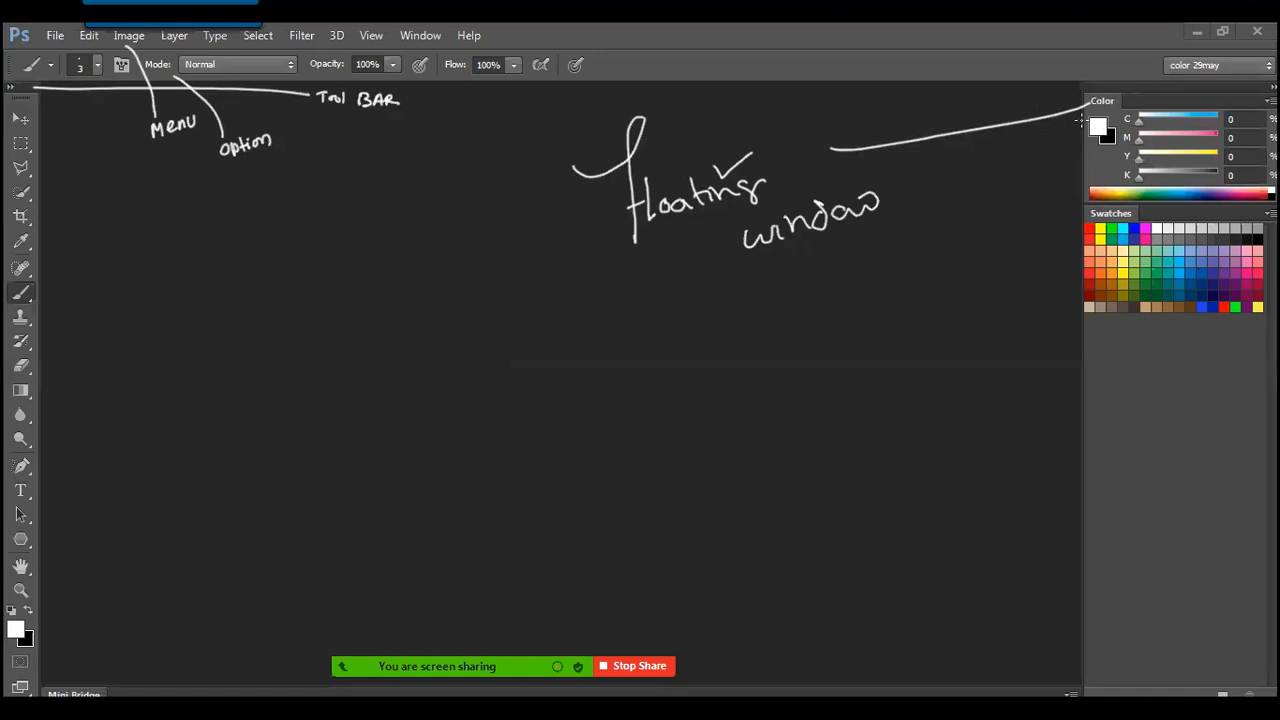 Ps File Edit Image Layer Type Select Filter 3D View Window Help
3 Mode: Normal Opacity: 100% Flow: 100% color 29may
Tool BAR
Menu
option
floating
window
Color
C 0 %
M 0 %
Y 0 %
K 0 %
Swatches
T
You are screen sharing Stop Share
Mini Bridge